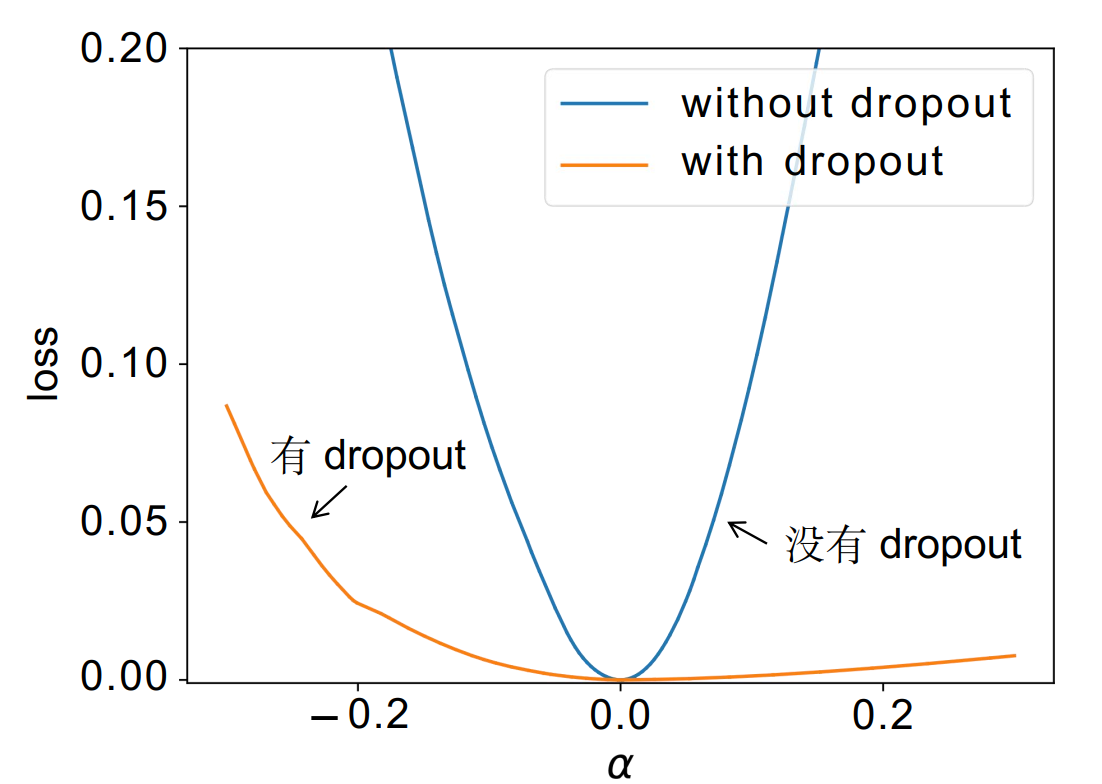 0.20
without dropout
with dropout
0.15
loss
0.10
有 dropout
0.05
没有 dropout
0.00
−0.2
0.0
0.2
α